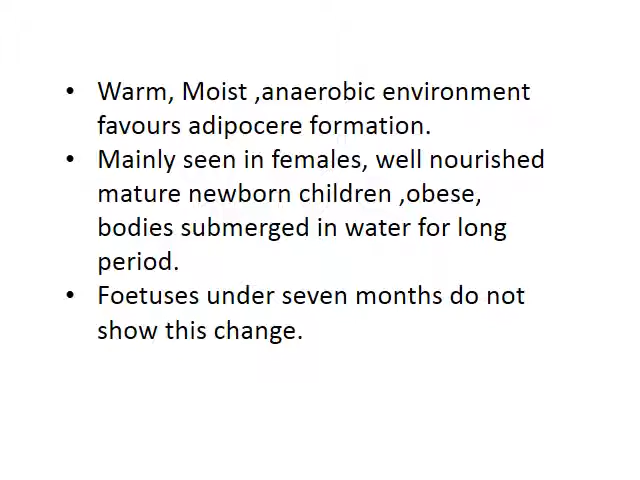 • Warm, Moist ,anaerobic environment
favours adipocere formation.
• Mainly seen in females, well nourished
mature newborn children ,obese,
bodies submerged in water for long
period.
• Foetuses under seven months do not
show this change.